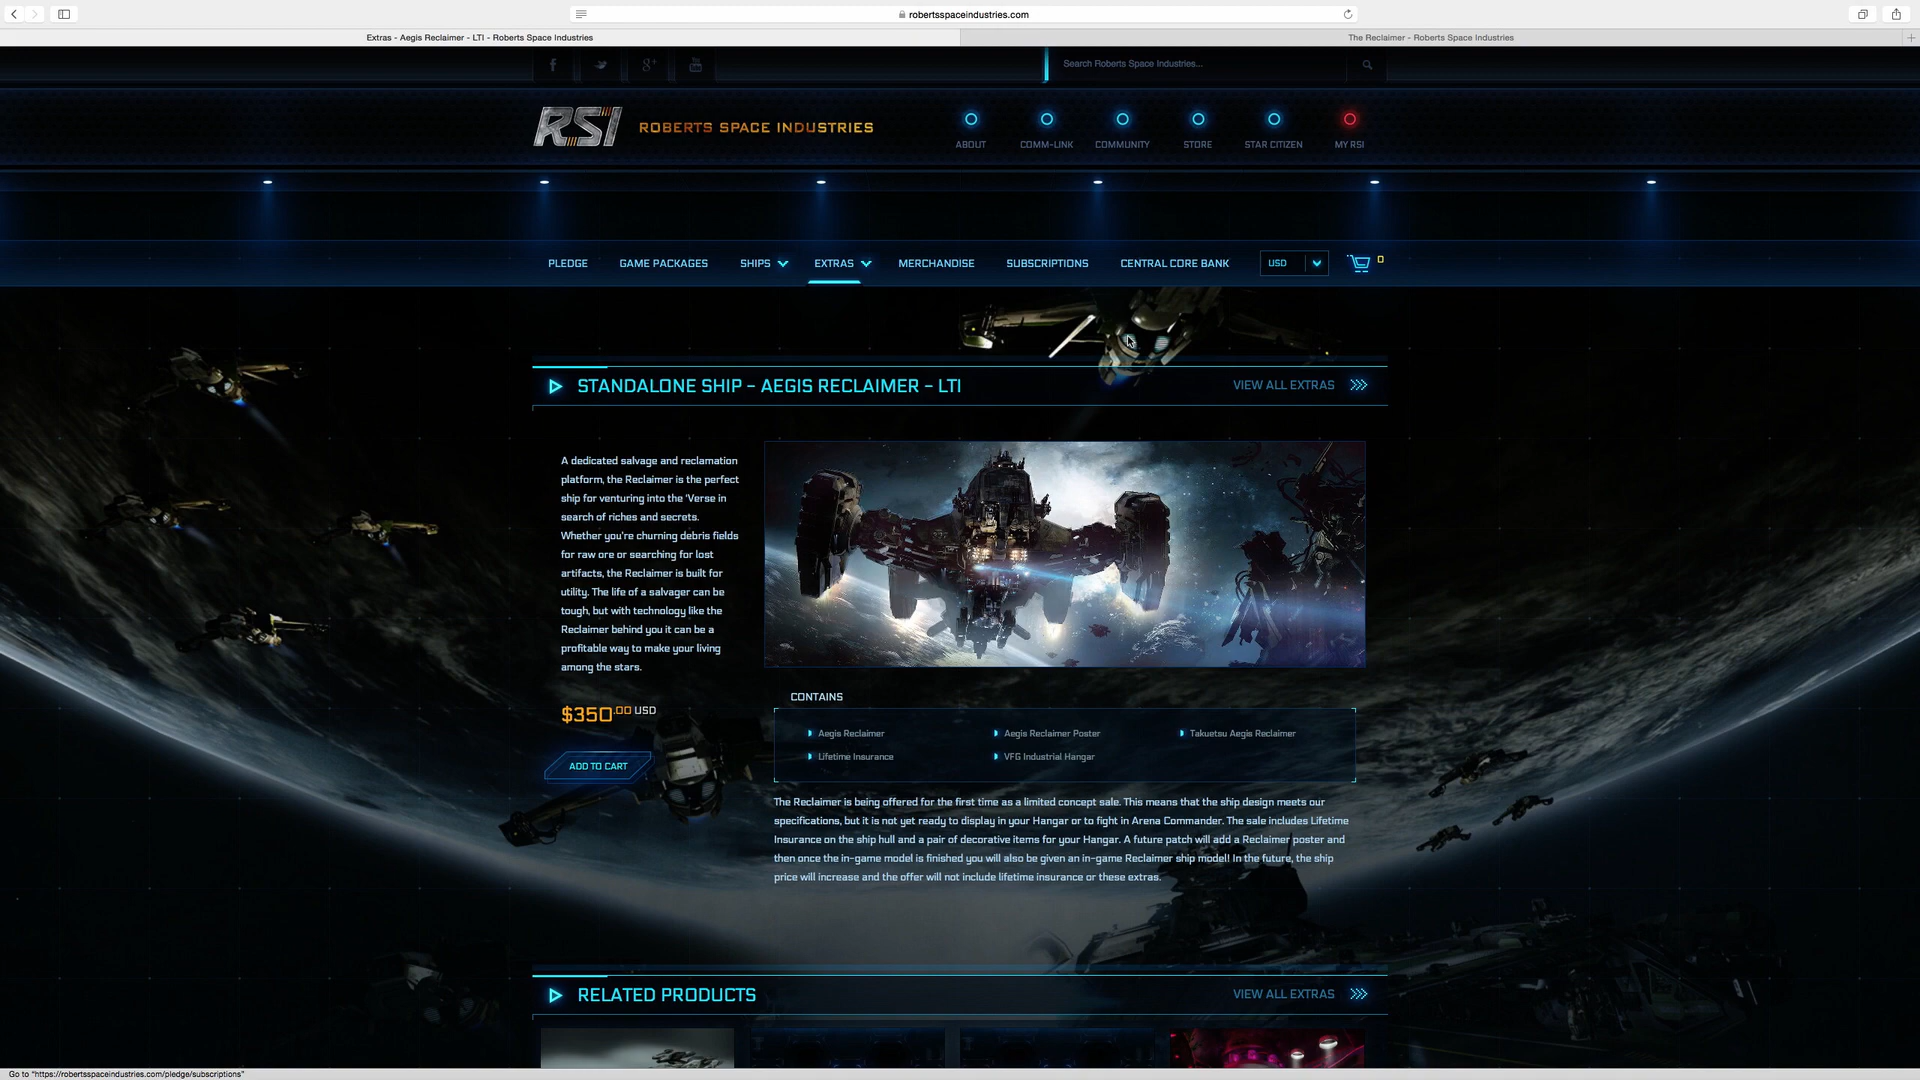 robertsspaceindustries.com
Extras - Aegis Reclaimer - LTI - Roberts Space Industries
The Reclaimer - Roberts Space Industries
f
g+
You
Search Roberts Space Industries...
RSI
ROBERTS SPACE INDUSTRIES
ABOUT
COMM-LINK
COMMUNITY
STORE
STAR CITIZEN
MY RSI
PLEDGE
GAME PACKAGES
SHIPS
EXTRAS
MERCHANDISE
SUBSCRIPTIONS
CENTRAL CORE BANK
USD
0
STANDALONE SHIP - AEGIS RECLAIMER - LTI
VIEW ALL EXTRAS
A dedicated salvage and reclamation
platform, the Reclaimer is the perfect
ship for venturing into the 'Verse in
search of riches and secrets.
Whether you're churning debris fields
for raw ore or searching for lost
artifacts, the Reclaimer is built for
utility. The life of a salvager can be
tough, but with technology like the
Reclaimer behind you it can be a
profitable way to make your living
among the stars.
$350.00 USD
ADD TO CART
CONTAINS
Aegis Reclaimer
Aegis Reclaimer Poster
Takuetsu Aegis Reclaimer
Lifetime Insurance
VFG Industrial Hangar
The Reclaimer is being offered for the first time as a limited concept sale. This means that the ship design meets our
specifications, but it is not yet ready to display in your Hangar or to fight in Arena Commander. The sale includes Lifetime
Insurance on the ship hull and a pair of decorative items for your Hangar. A future patch will add a Reclaimer poster and
then once the in-game model is finished you will also be given an in-game Reclaimer ship model! In the future, the ship
price will increase and the offer will not include lifetime insurance or these extras.
RELATED PRODUCTS
VIEW ALL EXTRAS
Go to "https://robertsspaceindustries.com/pledge/subscriptions"